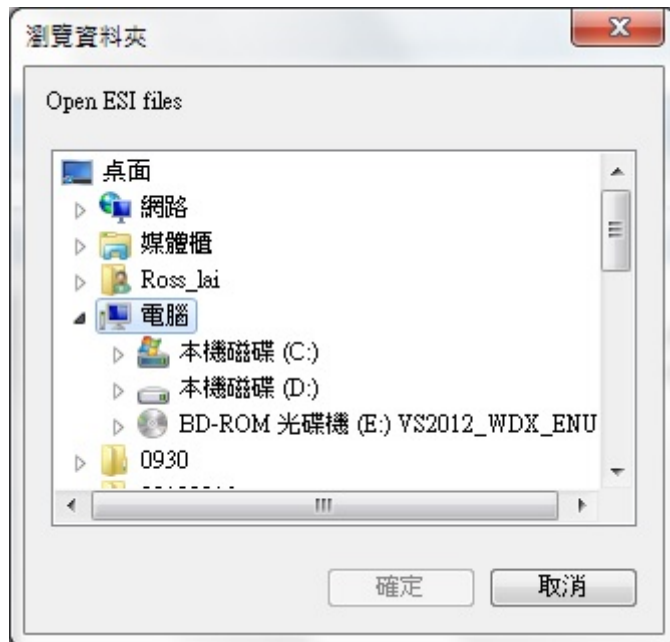 瀏覽資料夾
Open ESI files
桌面
網路
媒體櫃
Ross_lai
電腦
本機磁碟 (C:)
本機磁碟 (D:)
BD-ROM 光碟機 (E:) VS2012_WDX_ENU
0930
確定
取消